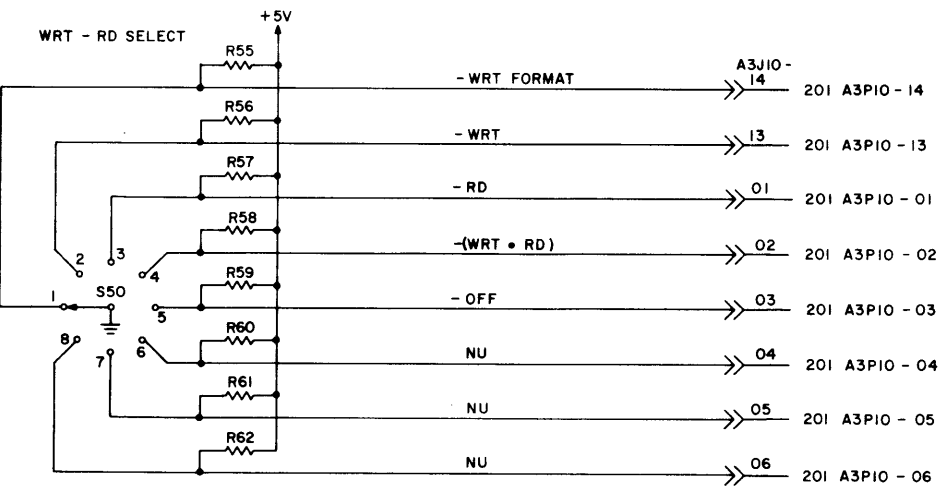 +5V
WRT - RD SELECT
R55
- WRT FORMAT
A3J10 -
14
201 A3P10 - 14
R56
- WRT
13
201 A3P10 - 13
R57
- RD
01
201 A3P10 - 01
R58
-(WRT • RD)
02
201 A3P10 - 02
2
3
4
R59
- OFF
03
201 A3P10 - 03
1
S50
5
R60
NU
04
201 A3P10 - 04
8
7
6
R61
NU
05
201 A3P10 - 05
R62
NU
06
201 A3P10 - 06